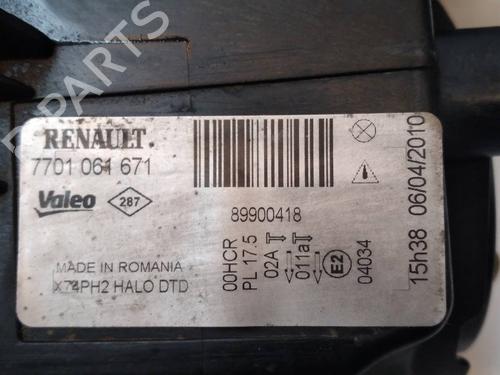 B-PARTS
RENAULT
7701 061 671
Valeo
287
MADE IN ROMANIA
X74PH2 HALO DTD
89900418
00HCR
PL 17.5
02A
011a
E2
04034
15h38 06/04/2010